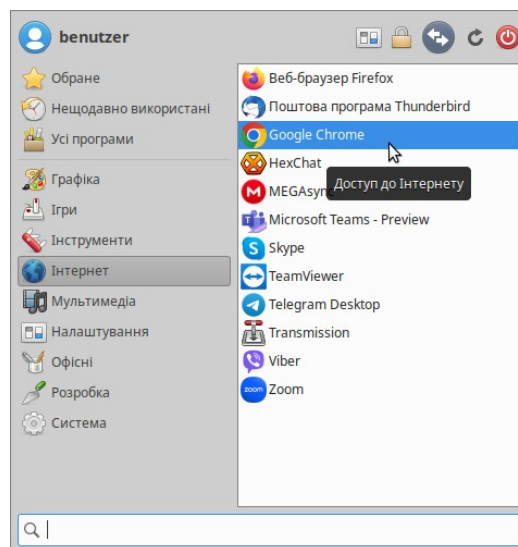 benutzer
Обране
Нещодавно використані
Усі програми
Графіка
Ігри
Інструменти
Інтернет
Мультимедіа
Налаштування
Офісні
Розробка
Система
Веб-браузер Firefox
Поштова програма Thunderbird
Google Chrome
HexChat
MEGAsync
Доступ до Інтернету
Microsoft Teams - Preview
Skype
TeamViewer
Telegram Desktop
Transmission
Viber
zoom Zoom